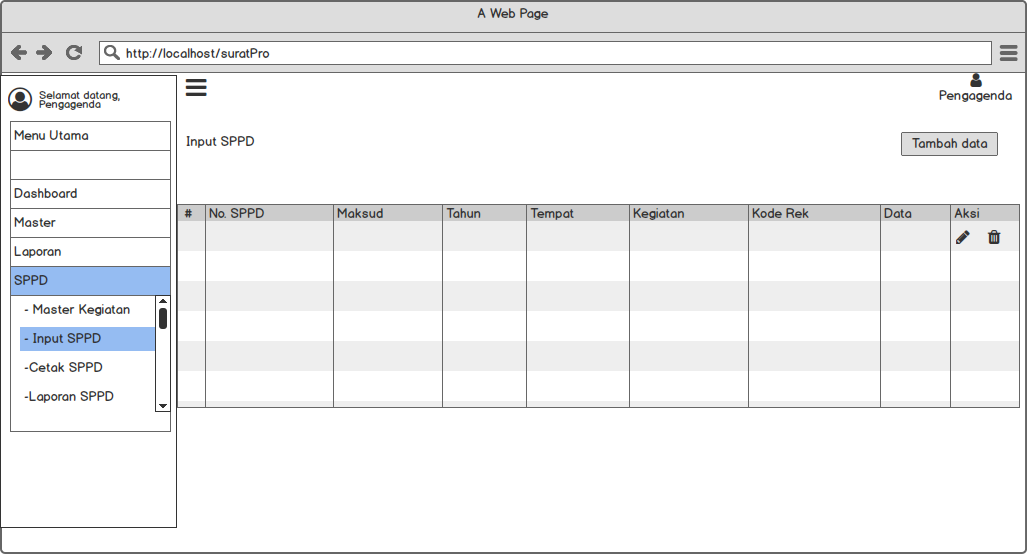 A Web Page
http://localhost/suratPro
Selamat datang,
Pengagenda
Pengagenda
Menu Utama
Dashboard
Master
Laporan
SPPD
- Master Kegiatan
- Input SPPD
-Cetak SPPD
-Laporan SPPD
Input SPPD
Tambah data
# No. SPPD Maksud Tahun Tempat Kegiatan Kode Rek Data Aksi